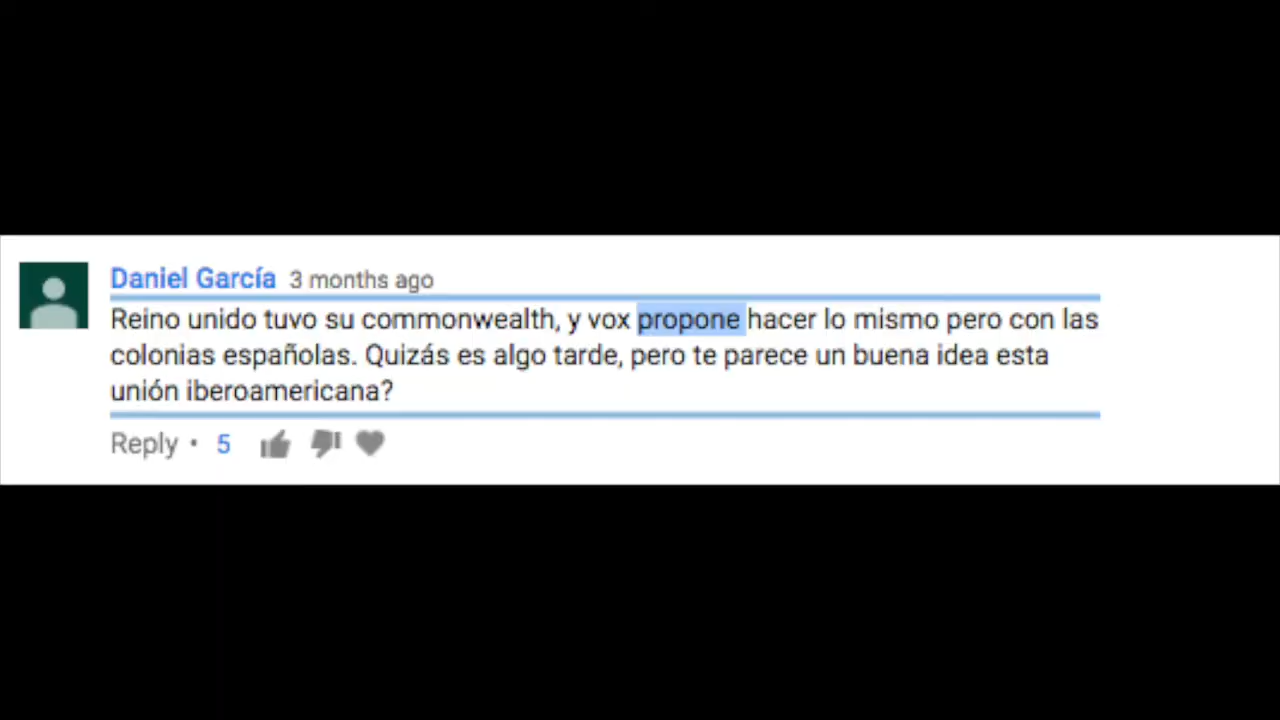 Daniel García 3 months ago
Reino unido tuvo su commonwealth, y vox propone hacer lo mismo pero con las
colonias españolas. Quizás es algo tarde, pero te parece un buena idea esta
unión iberoamericana?
Reply • 5